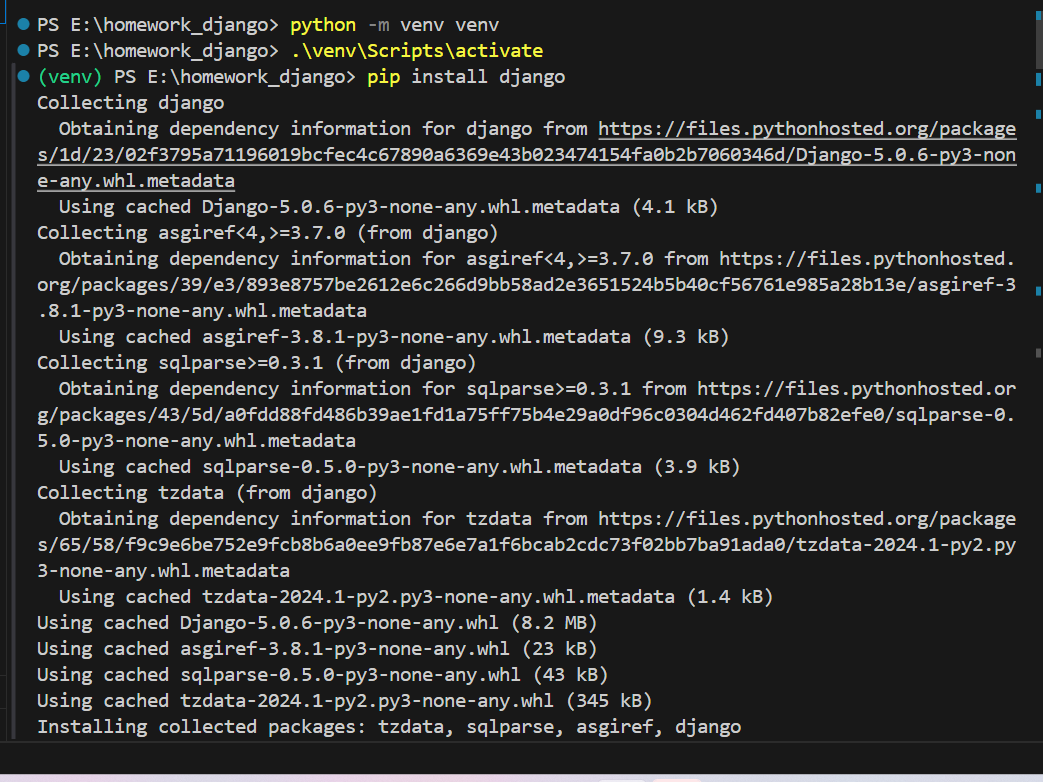 PS E:\homework_django> python -m venv venv
PS E:\homework_django> .\venv\Scripts\activate
(venv) PS E:\homework_django> pip install django
Collecting django
  Obtaining dependency information for django from https://files.pythonhosted.org/package
s/1d/23/02f3795a71196019bcfec4c67890a6369e43b023474154fa0b2b7060346d/Django-5.0.6-py3-non
e-any.whl.metadata
  Using cached Django-5.0.6-py3-none-any.whl.metadata (4.1 kB)
Collecting asgiref<4,>=3.7.0 (from django)
  Obtaining dependency information for asgiref<4,>=3.7.0 from https://files.pythonhosted.
org/packages/39/e3/893e8757be2612e6c266d9bb58ad2e3651524b5b40cf56761e985a28b13e/asgiref-3
.8.1-py3-none-any.whl.metadata
  Using cached asgiref-3.8.1-py3-none-any.whl.metadata (9.3 kB)
Collecting sqlparse>=0.3.1 (from django)
  Obtaining dependency information for sqlparse>=0.3.1 from https://files.pythonhosted.or
g/packages/43/5d/a0fdd88fd486b39ae1fd1a75ff75b4e29a0df96c0304d462fd407b82efe0/sqlparse-0.
5.0-py3-none-any.whl.metadata
  Using cached sqlparse-0.5.0-py3-none-any.whl.metadata (3.9 kB)
Collecting tzdata (from django)
  Obtaining dependency information for tzdata from https://files.pythonhosted.org/package
s/65/58/f9c9e6be752e9fcb8b6a0ee9fb87e6e7a1f6bcab2cdc73f02bb7ba91ada0/tzdata-2024.1-py2.py
3-none-any.whl.metadata
  Using cached tzdata-2024.1-py2.py3-none-any.whl.metadata (1.4 kB)
Using cached Django-5.0.6-py3-none-any.whl (8.2 MB)
Using cached asgiref-3.8.1-py3-none-any.whl (23 kB)
Using cached sqlparse-0.5.0-py3-none-any.whl (43 kB)
Using cached tzdata-2024.1-py2.py3-none-any.whl (345 kB)
Installing collected packages: tzdata, sqlparse, asgiref, django